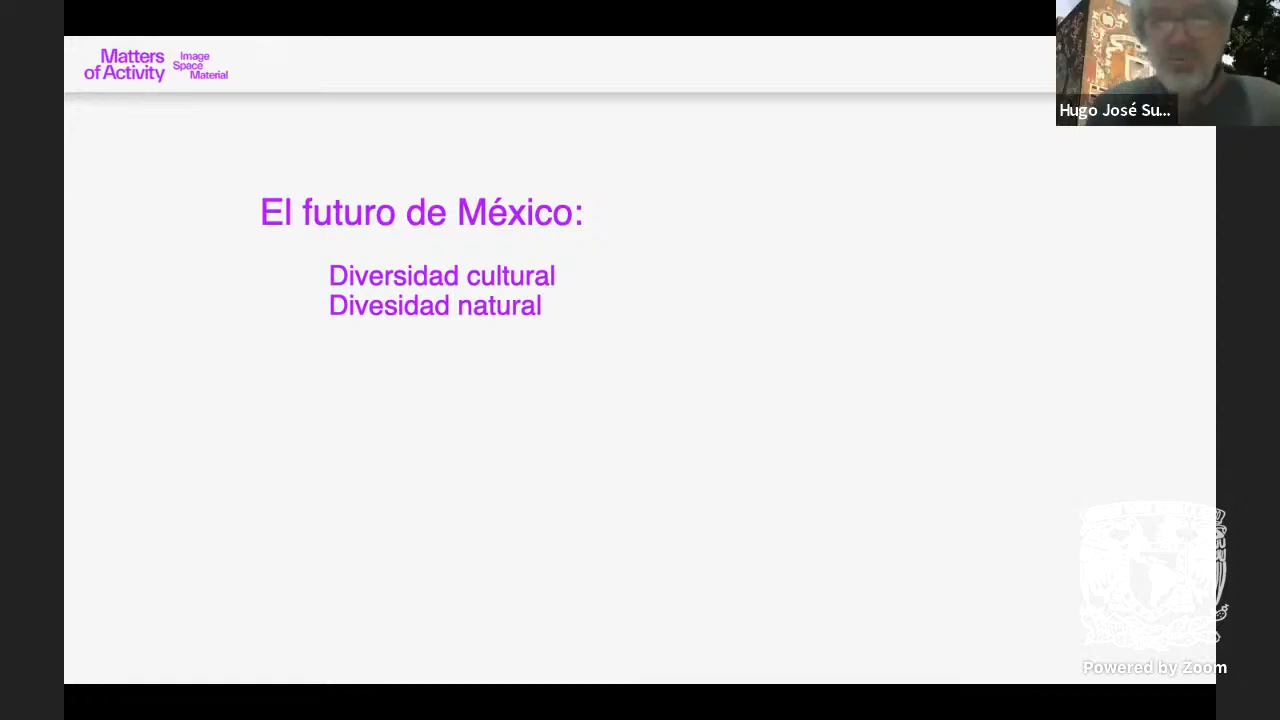 Matters
of Activity
Image
Space
Material
Hugo José Su...
El futuro de México:
Diversidad cultural
Divesidad natural
Powered by Zoom